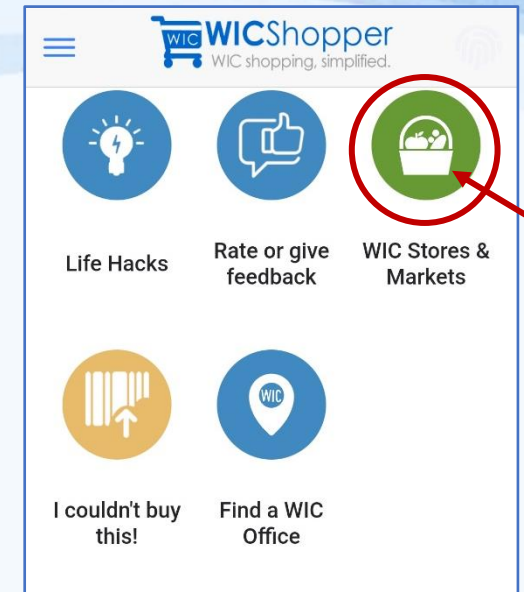 WIC WICShopper
WIC shopping, simplified.
Life Hacks
Rate or give
feedback
WIC Stores &
Markets
WIC
I couldn't buy
this!
Find a WIC
Office